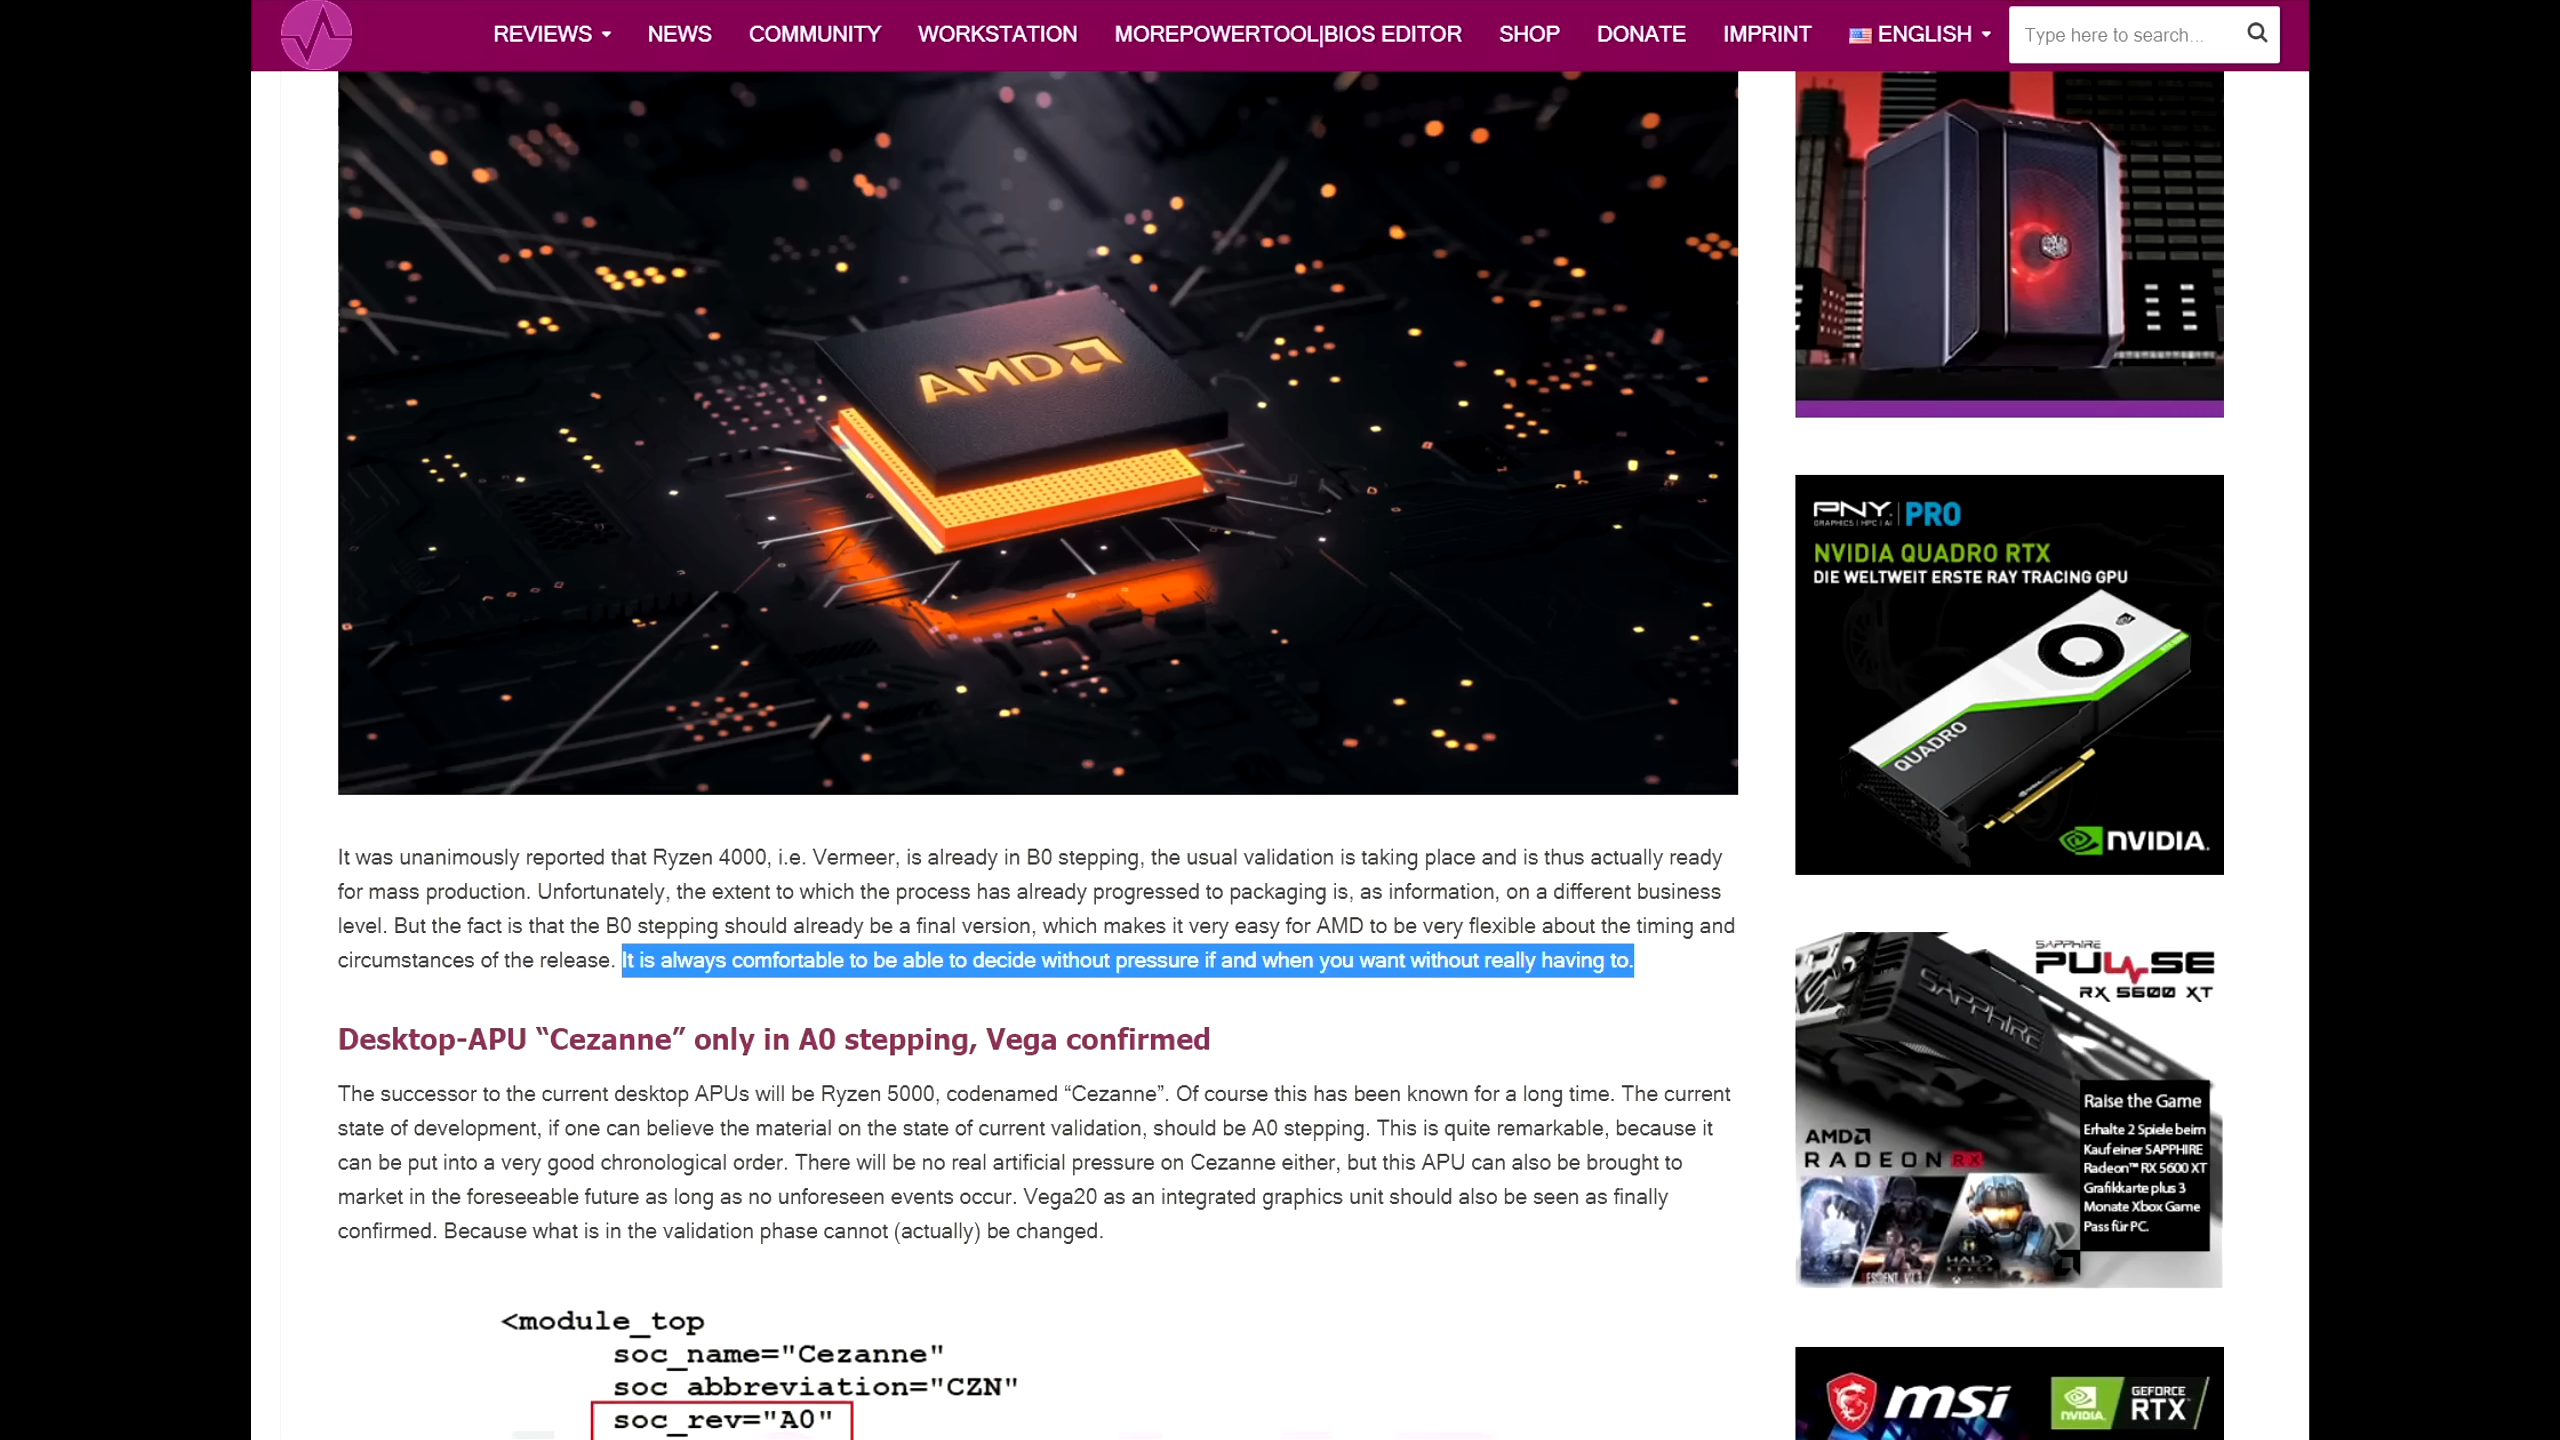 REVIEWS NEWS COMMUNITY WORKSTATION MOREPOWERTOOL|BIOS EDITOR SHOP DONATE IMPRINT ENGLISH Type here to search...
AMD
It was unanimously reported that Ryzen 4000, i.e. Vermeer, is already in B0 stepping, the usual validation is taking place and is thus actually ready
for mass production. Unfortunately, the extent to which the process has already progressed to packaging is, as information, on a different business
level. But the fact is that the B0 stepping should already be a final version, which makes it very easy for AMD to be very flexible about the timing and
circumstances of the release. It is always comfortable to be able to decide without pressure if and when you want without really having to.
Desktop-APU “Cezanne” only in A0 stepping, Vega confirmed
The successor to the current desktop APUs will be Ryzen 5000, codenamed “Cezanne”. Of course this has been known for a long time. The current
state of development, if one can believe the material on the state of current validation, should be A0 stepping. This is quite remarkable, because it
can be put into a very good chronological order. There will be no real artificial pressure on Cezanne either, but this APU can also be brought to
market in the foreseeable future as long as no unforeseen events occur. Vega20 as an integrated graphics unit should also be seen as finally
confirmed. Because what is in the validation phase cannot (actually) be changed.
<module_top
soc_name="Cezanne"
soc_abbreviation="CZN"
soc_rev="A0"
PNY PRO
GRAPHICS | HPC | AI
NVIDIA QUADRO RTX
DIE WELTWEIT ERSTE RAY TRACING GPU
QUADRO
NVIDIA.
SAPPHIRE
PULSE
RX 5600 XT
SAPPHIRE
AMD
RADEON RX
Raise the Game
Erhalte 2 Spiele beim
Kauf einer SAPPHIRE
Radeon™ RX 5600 XT
Grafikkarte plus 3
Monate Xbox Game
Pass für PC.
HALO
msi
NVIDIA.
GEFORCE
RTX